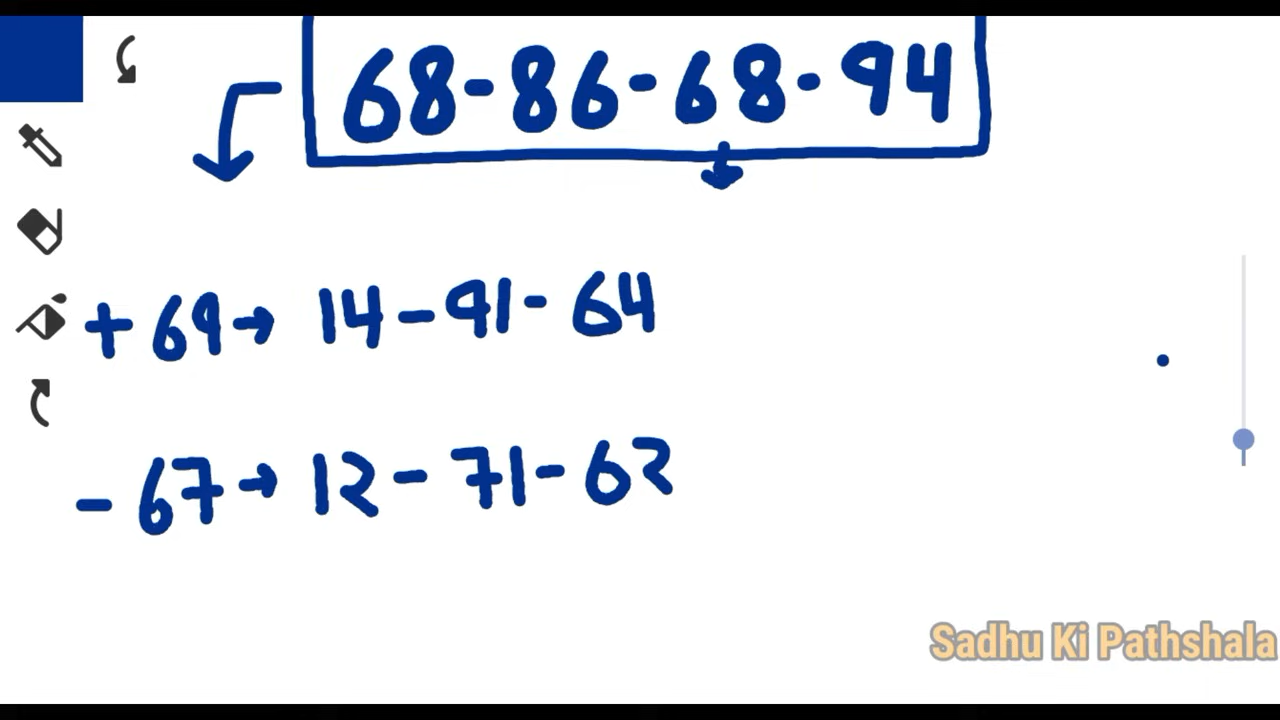 68-86-68-94
+ 69→ 14-91-64
- 67→ 12-71-62
Sadhu Ki Pathshala